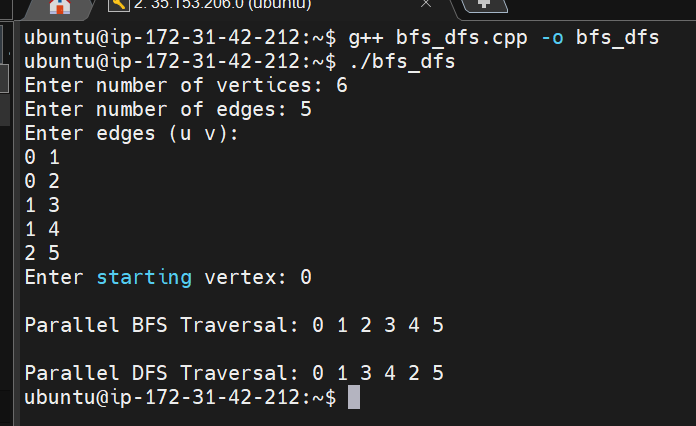 2. 35.153.206.0 (ubuntu)
ubuntu@ip-172-31-42-212:~$ g++ bfs_dfs.cpp -o bfs_dfs
ubuntu@ip-172-31-42-212:~$ ./bfs_dfs
Enter number of vertices: 6
Enter number of edges: 5
Enter edges (u v):
0 1
0 2
1 3
1 4
2 5
Enter starting vertex: 0
Parallel BFS Traversal: 0 1 2 3 4 5
Parallel DFS Traversal: 0 1 3 4 2 5
ubuntu@ip-172-31-42-212:~$